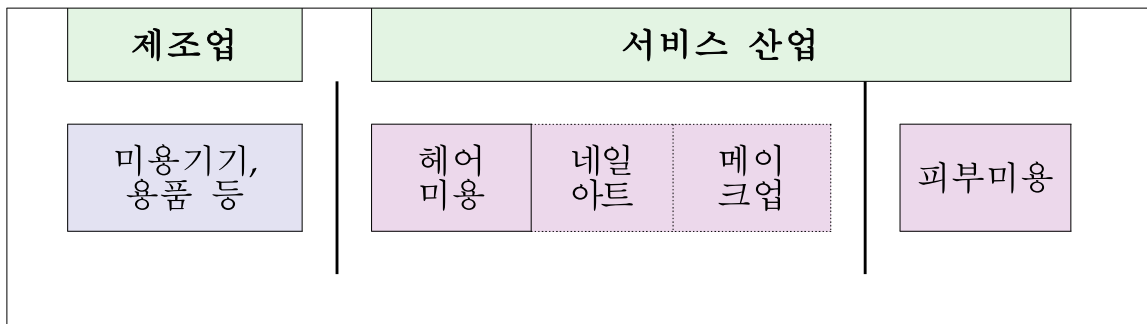 제조업
서비스 산업
미용기기,
용품 등
헤어
미용
네일
아트
메이
크업
피부미용